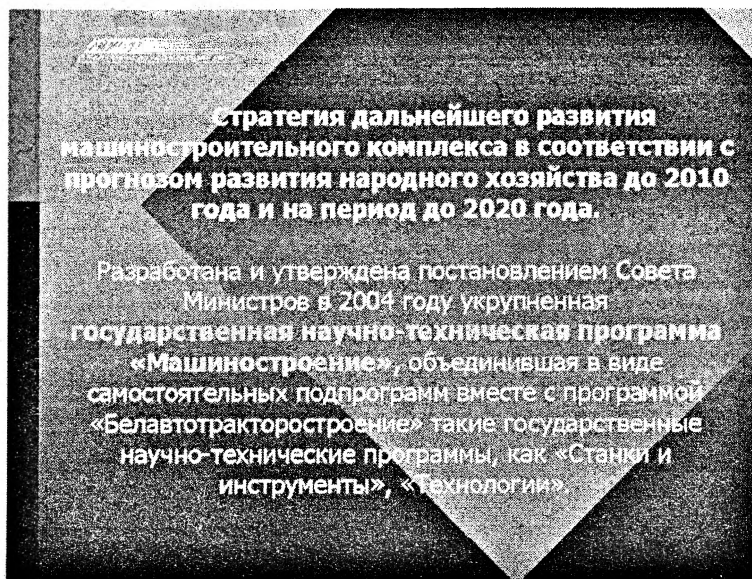 Стратегия дальнейшего развития
машиностроительного комплекса в соответствии с
прогнозом развития народного хозяйства до 2010
года и на период до 2020 года.
Разработана и утверждена постановлением Совета
Министров в 2004 году укрупненная
государственная научно-техническая программа
«Машиностроение», объединившая в виде
самостоятельных подпрограмм вместе с программой
«Белавтотракторостроение» такие государственные
научно-технические программы, как «Станки и
инструменты», «Технологии».